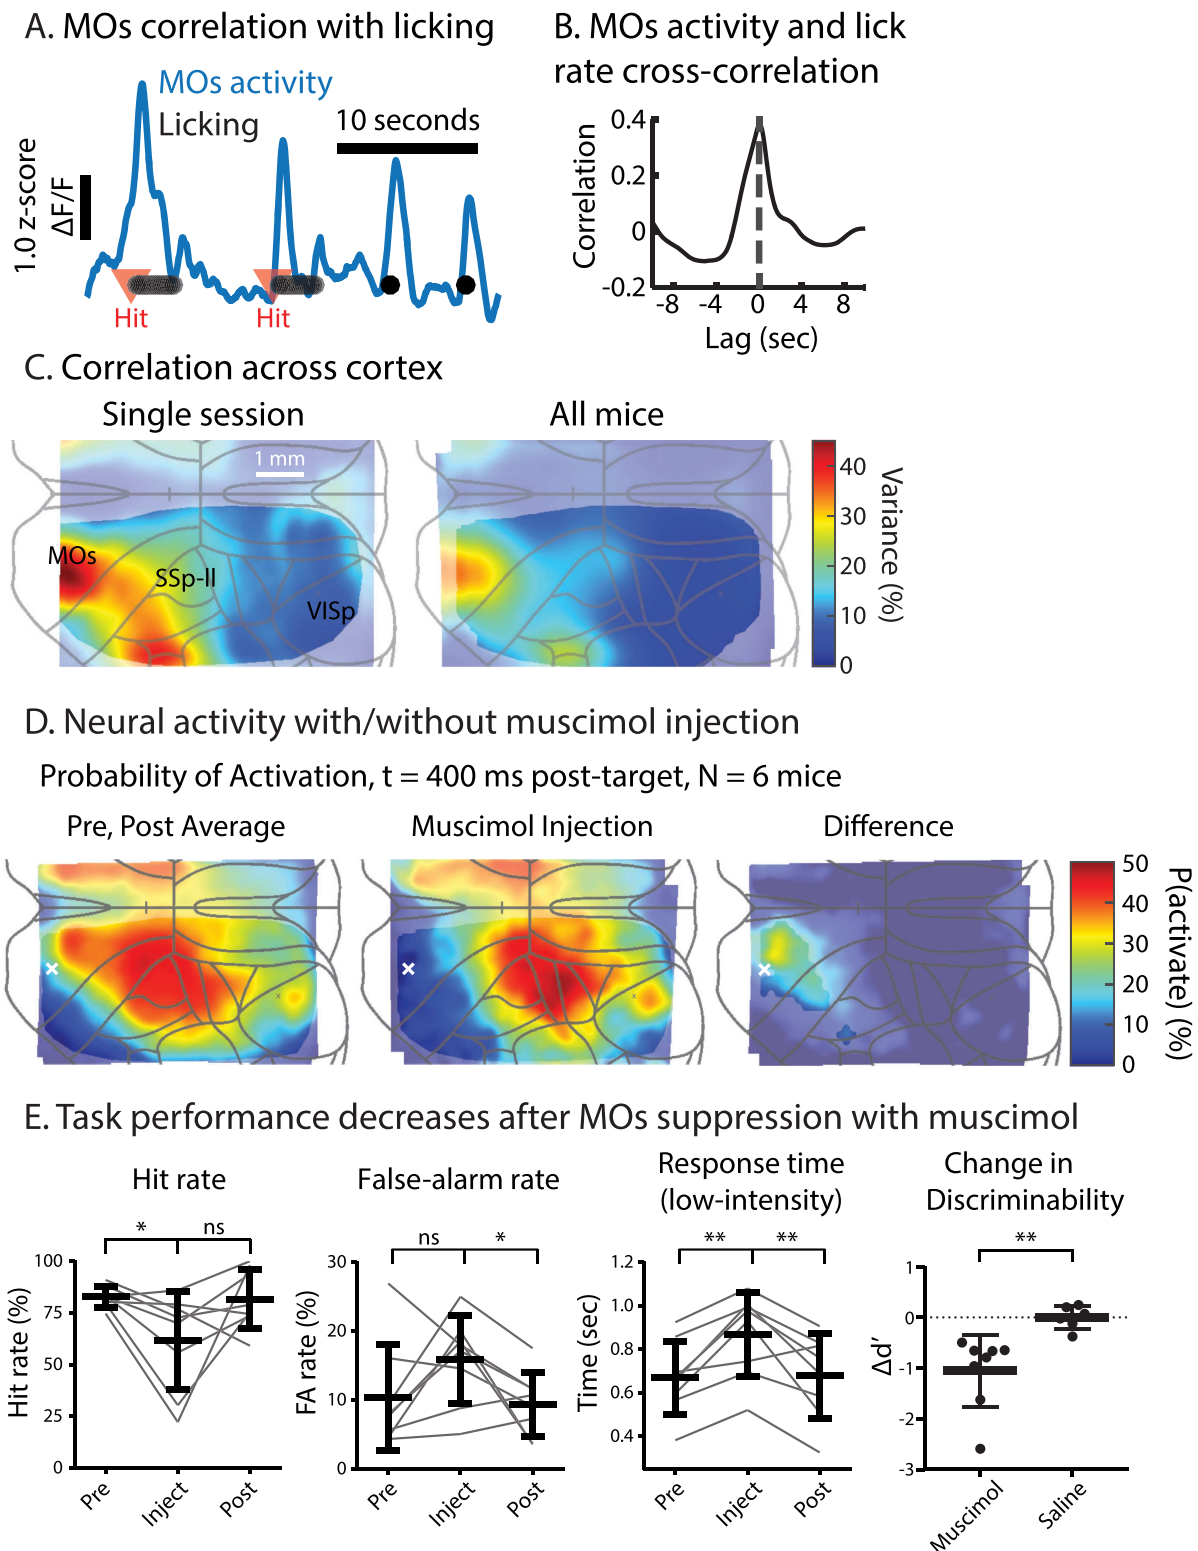 A. MOs correlation with licking
MOs activity
Licking
10 seconds
1.0 z-score
ΔF/F
Hit
Hit
B. MOs activity and lick
rate cross-correlation
Correlation
0.4
0.2
0
-0.2
-8
-4
0
4
8
Lag (sec)
C. Correlation across cortex
Single session
All mice
1 mm
MOs
SSp-ll
VISp
40
30
20
10
0
Variance (%)
D. Neural activity with/without muscimol injection
Probability of Activation, t = 400 ms post-target, N = 6 mice
Pre, Post Average
Muscimol Injection
Difference
50
40
30
20
10
0
P(activate) (%)
E. Task performance decreases after MOs suppression with muscimol
Hit rate
*
ns
Hit rate (%)
100
75
50
25
0
Pre
Inject
Post
False-alarm rate
ns
*
FA rate (%)
30
20
10
0
Pre
Inject
Post
Response time
(low-intensity)
**
**
Time (sec)
1.2
1.0
0.8
0.6
0.4
Pre
Inject
Post
Change in
Discriminability
**
Δd′
1
0
-1
-2
-3
Muscimol
Saline